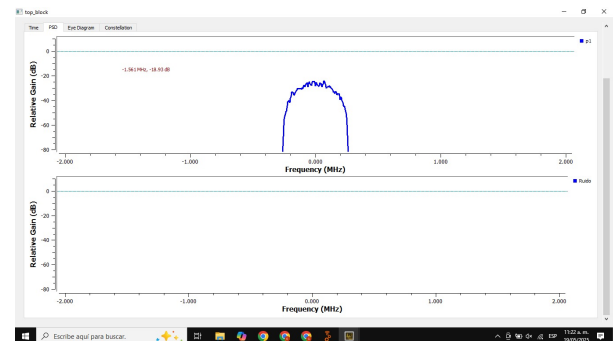 top_block
Time PSD Eye Diagram Constellation
p1
Relative Gain (dB)
0
-20
-40
-60
-80
-1.561 MHz, -18.93 dB
-2.000 -1.000 0.000 1.000 2.000
Frequency (MHz)
Ruido
Relative Gain (dB)
0
-20
-40
-60
-80
-2.000 -1.000 0.000 1.000 2.000
Frequency (MHz)
Escribe aquí para buscar.
ESP
11:22 a. m.
29/05/2025